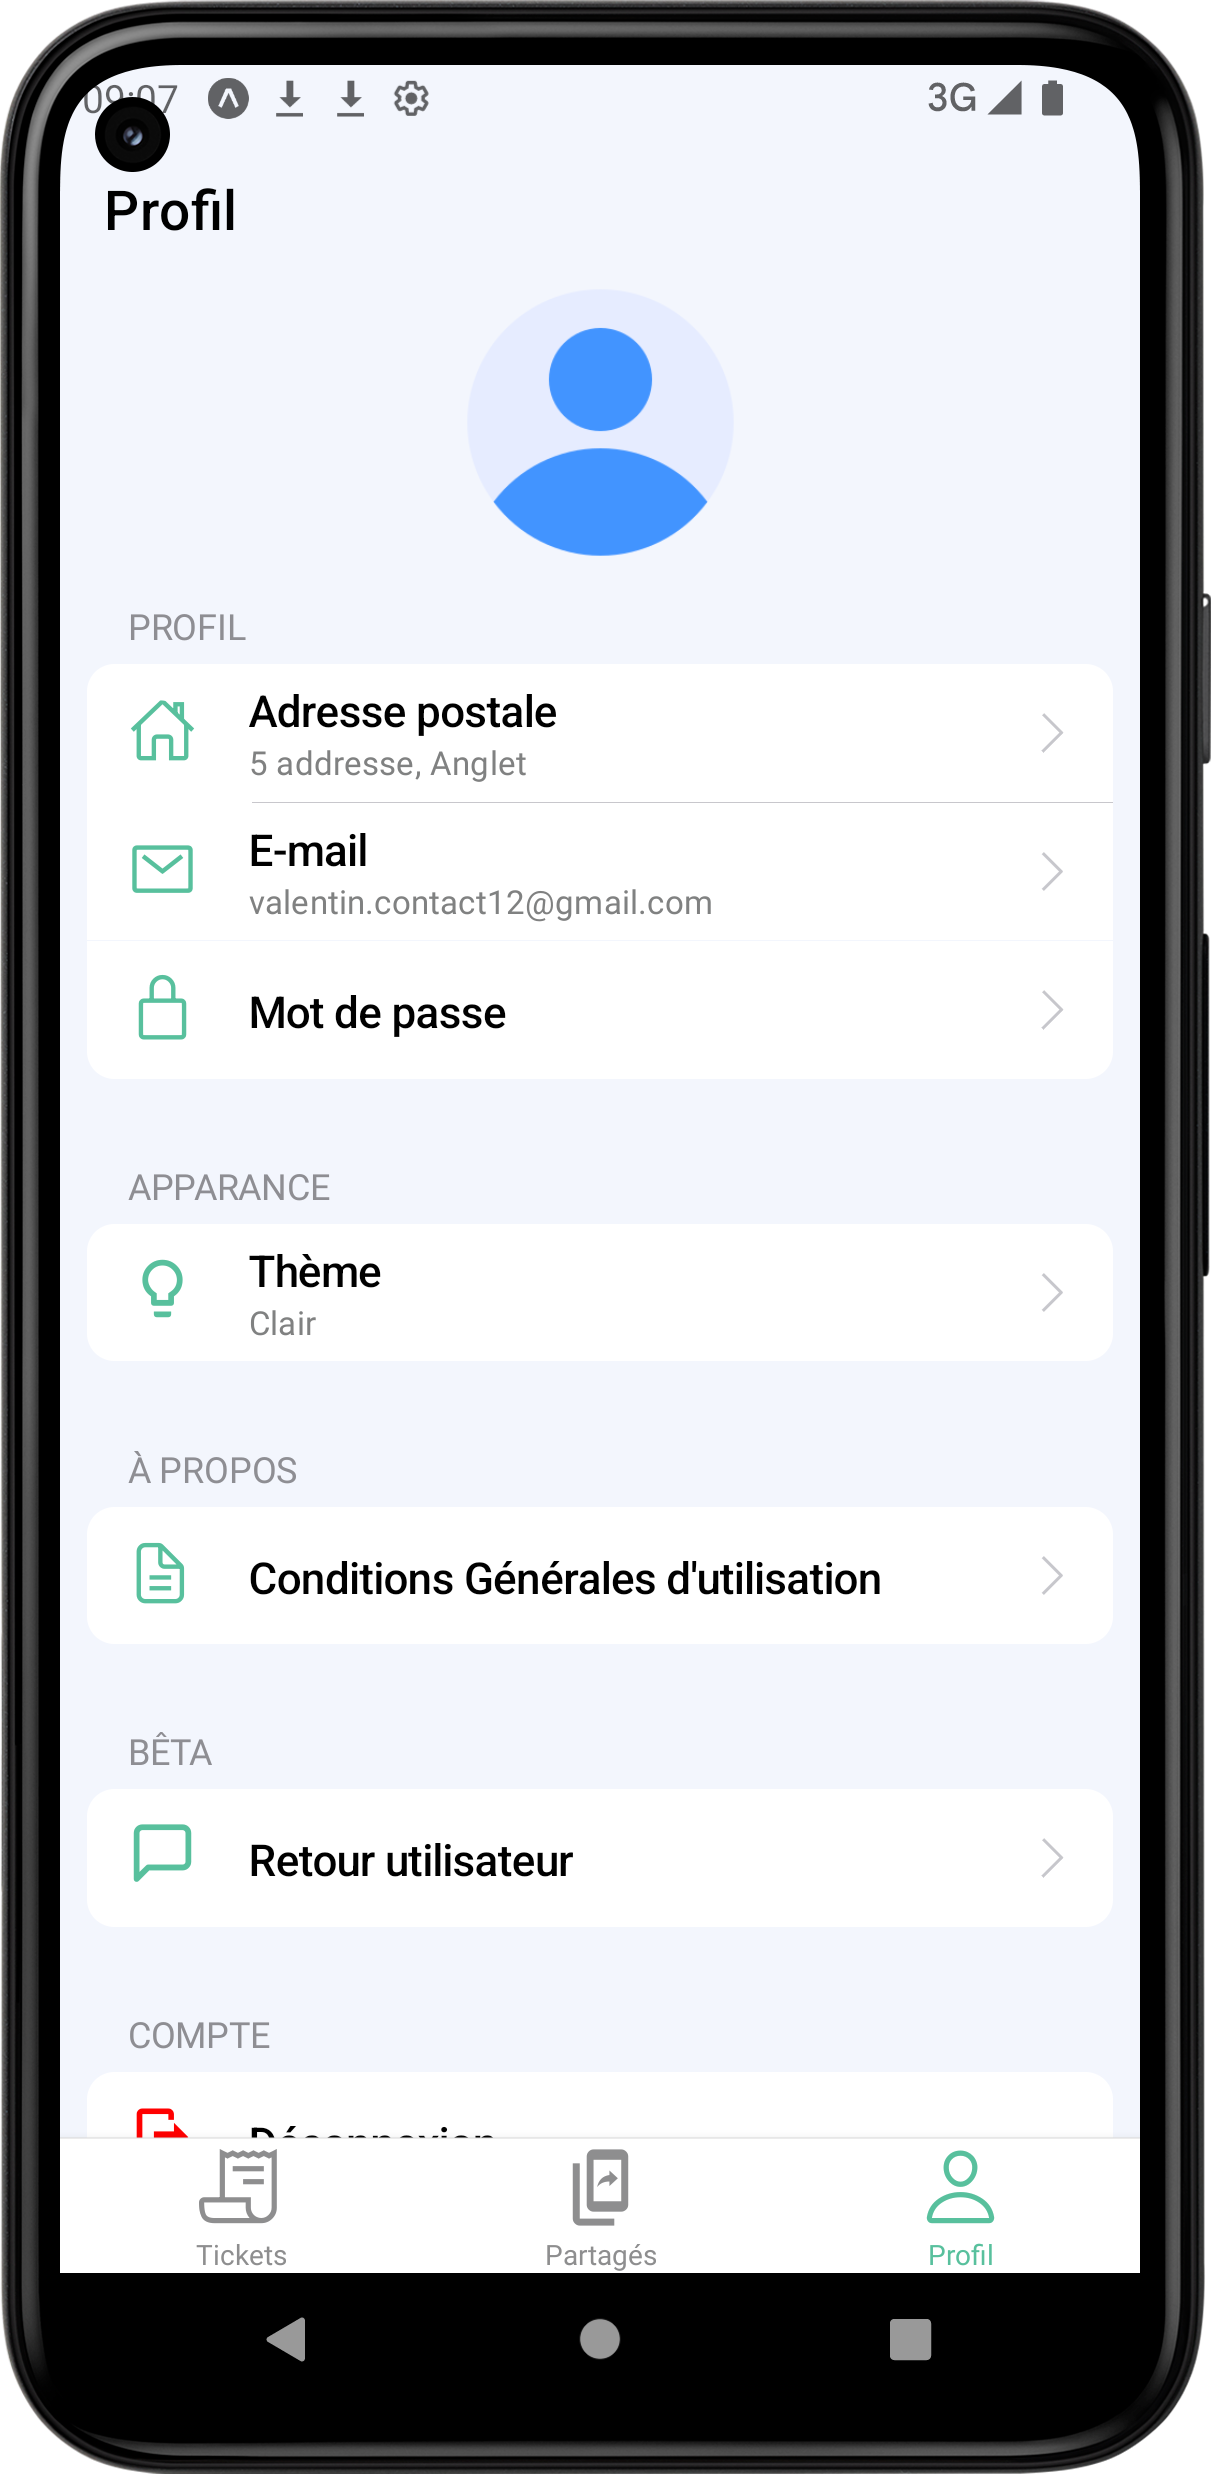 09:07
3G
Profil
PROFIL
Adresse postale
5 addresse, Anglet
E-mail
valentin.contact12@gmail.com
Mot de passe
APPARANCE
Thème
Clair
À PROPOS
Conditions Générales d'utilisation
BÊTA
Retour utilisateur
COMPTE
Déconnexion
Tickets
Partagés
Profil